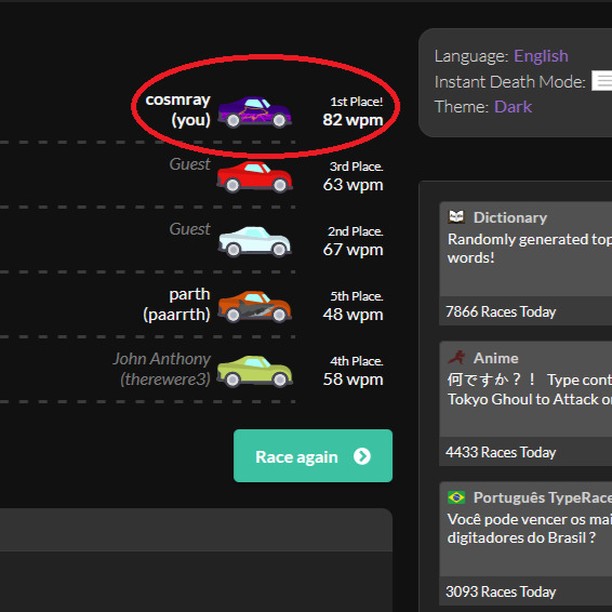 cosmray
(you)
1st Place!
82 wpm
Guest
3rd Place.
63 wpm
Guest
2nd Place.
67 wpm
parth
(paarrth)
5th Place.
48 wpm
John Anthony
(therewere3)
4th Place.
58 wpm
Race again
Language: English
Instant Death Mode:
Theme: Dark
Dictionary
Randomly generated top
words!
7866 Races Today
Anime
何ですか？！ Type cont
Tokyo Ghoul to Attack o
4433 Races Today
Português TypeRace
Você pode vencer os mai
digitadores do Brasil ?
3093 Races Today